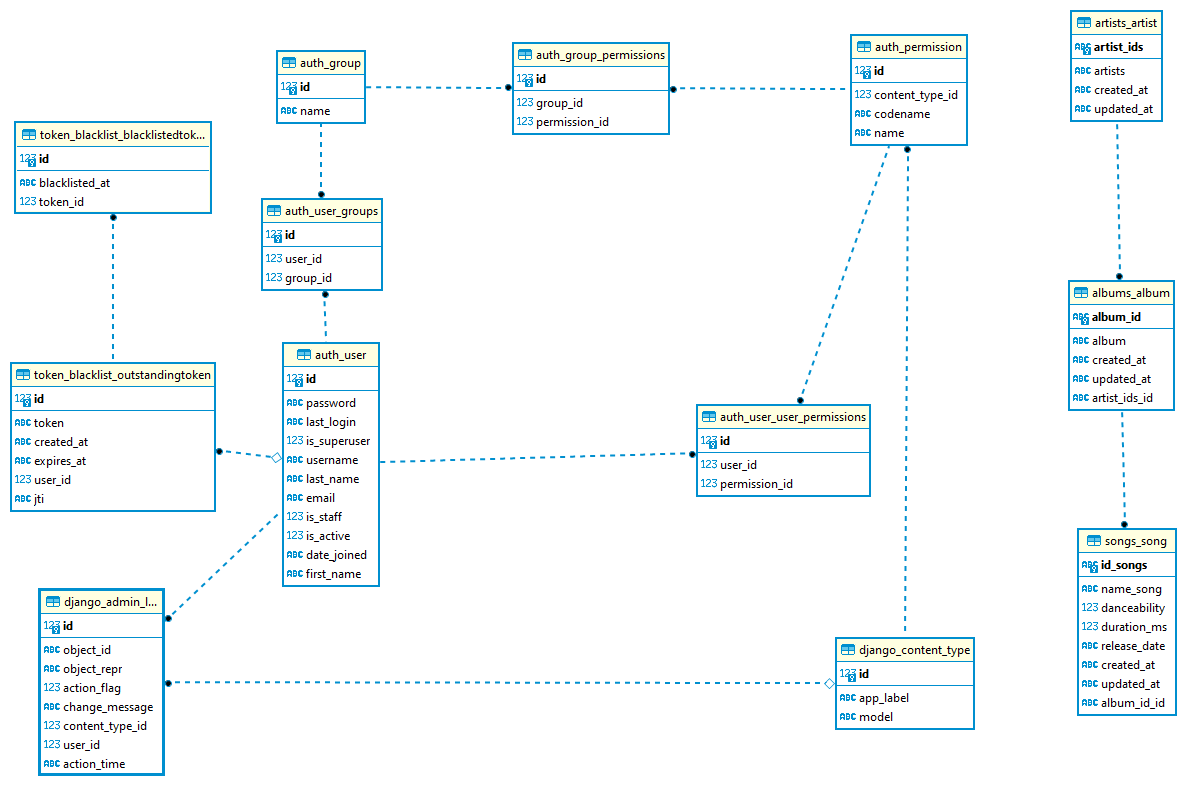 artists_artist
artist_ids
artists
created_at
updated_at
auth_permission
123 id
123 content_type_id
ABC codename
ABC name
auth_group_permissions
123 id
123 group_id
123 permission_id
auth_group
123 id
ABC name
token_blacklist_blacklistedtok...
123 id
ABC blacklisted_at
123 token_id
auth_user_groups
123 id
123 user_id
123 group_id
albums_album
ABC album_id
ABC album
ABC created_at
ABC updated_at
ABC artist_ids_id
auth_user
123 id
ABC password
ABC last_login
123 is_superuser
ABC username
ABC last_name
ABC email
123 is_staff
123 is_active
ABC date_joined
ABC first_name
token_blacklist_outstandingtoken
123 id
ABC token
ABC created_at
ABC expires_at
123 user_id
ABC jti
auth_user_user_permissions
123 id
123 user_id
123 permission_id
songs_song
ABC id_songs
ABC name_song
123 danceability
123 duration_ms
ABC release_date
ABC created_at
ABC updated_at
ABC album_id_id
django_admin_l...
123 id
ABC object_id
ABC object_repr
123 action_flag
ABC change_message
123 content_type_id
123 user_id
ABC action_time
django_content_type
123 id
ABC app_label
ABC model